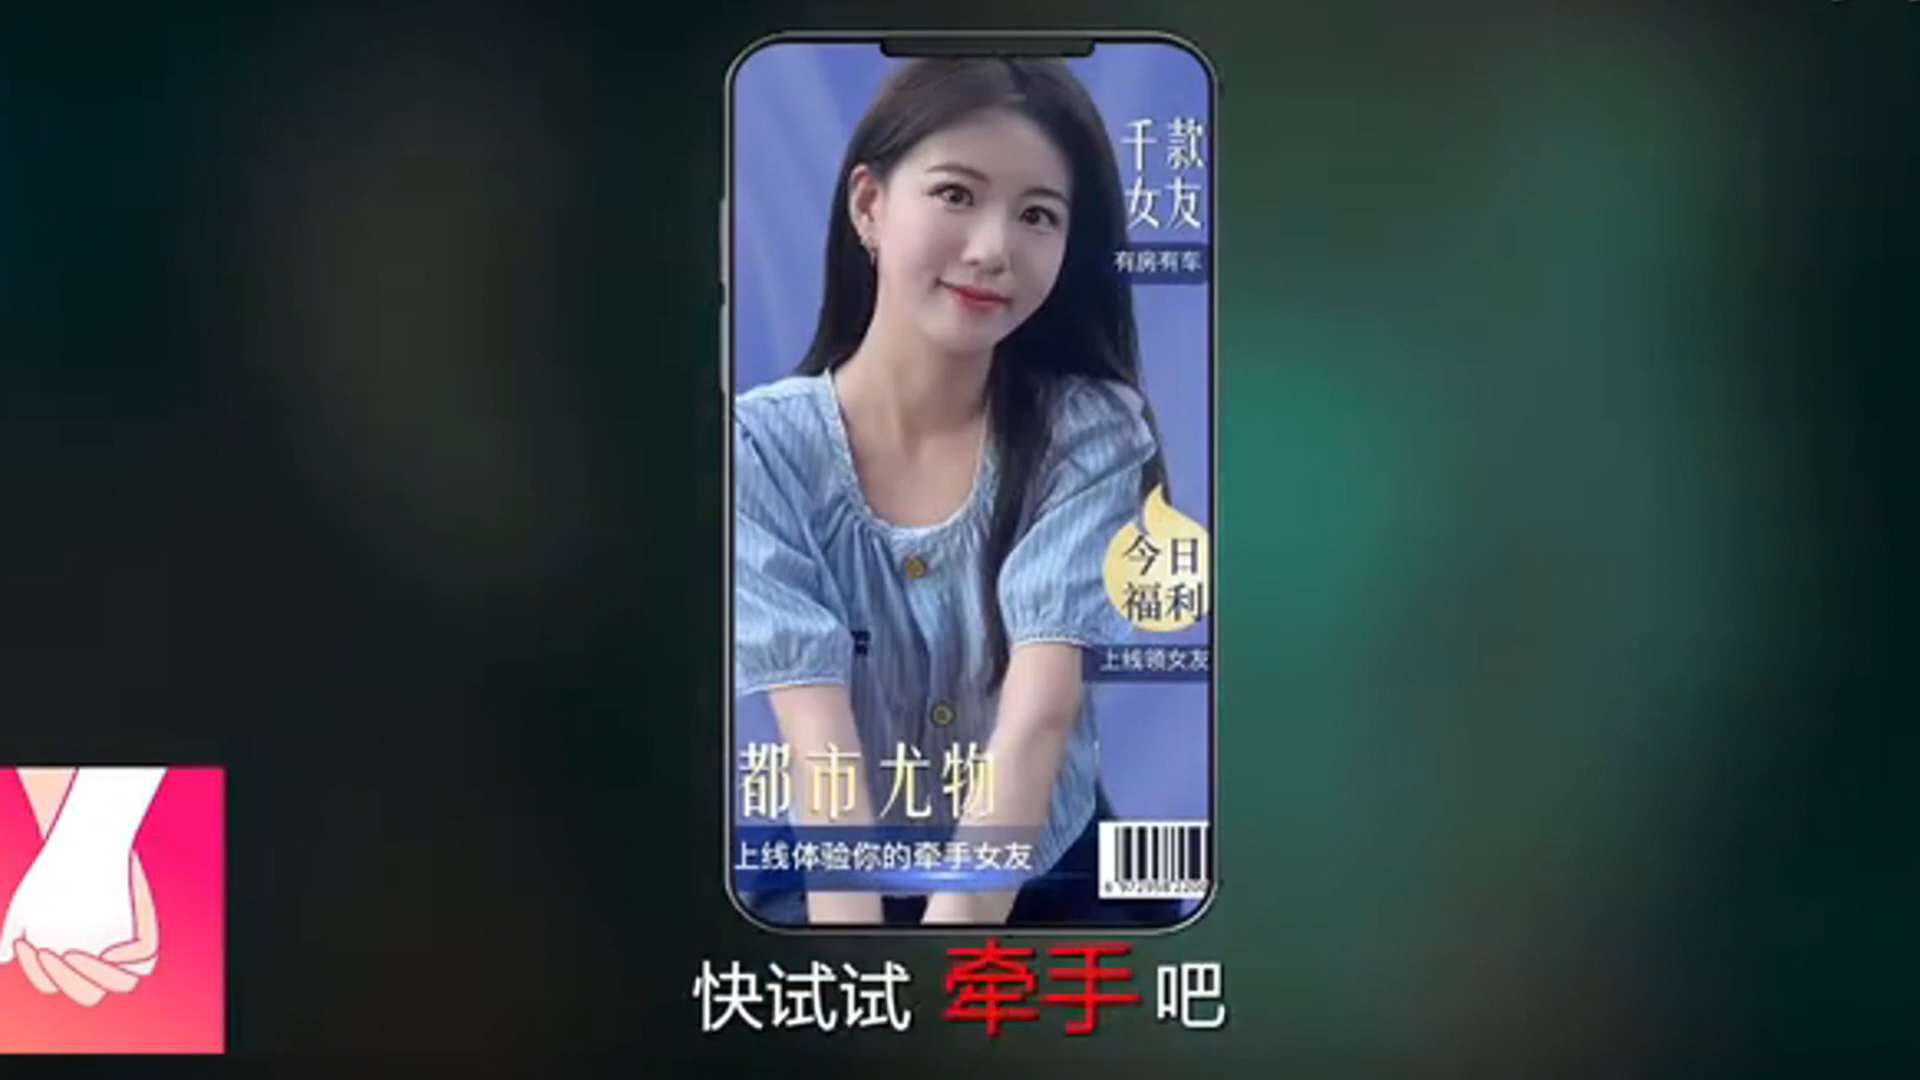 千款
女友
有房有车
今日
福利
上线领女友
都市尤物
上线体验你的牵手女友
快试试 牵手 吧